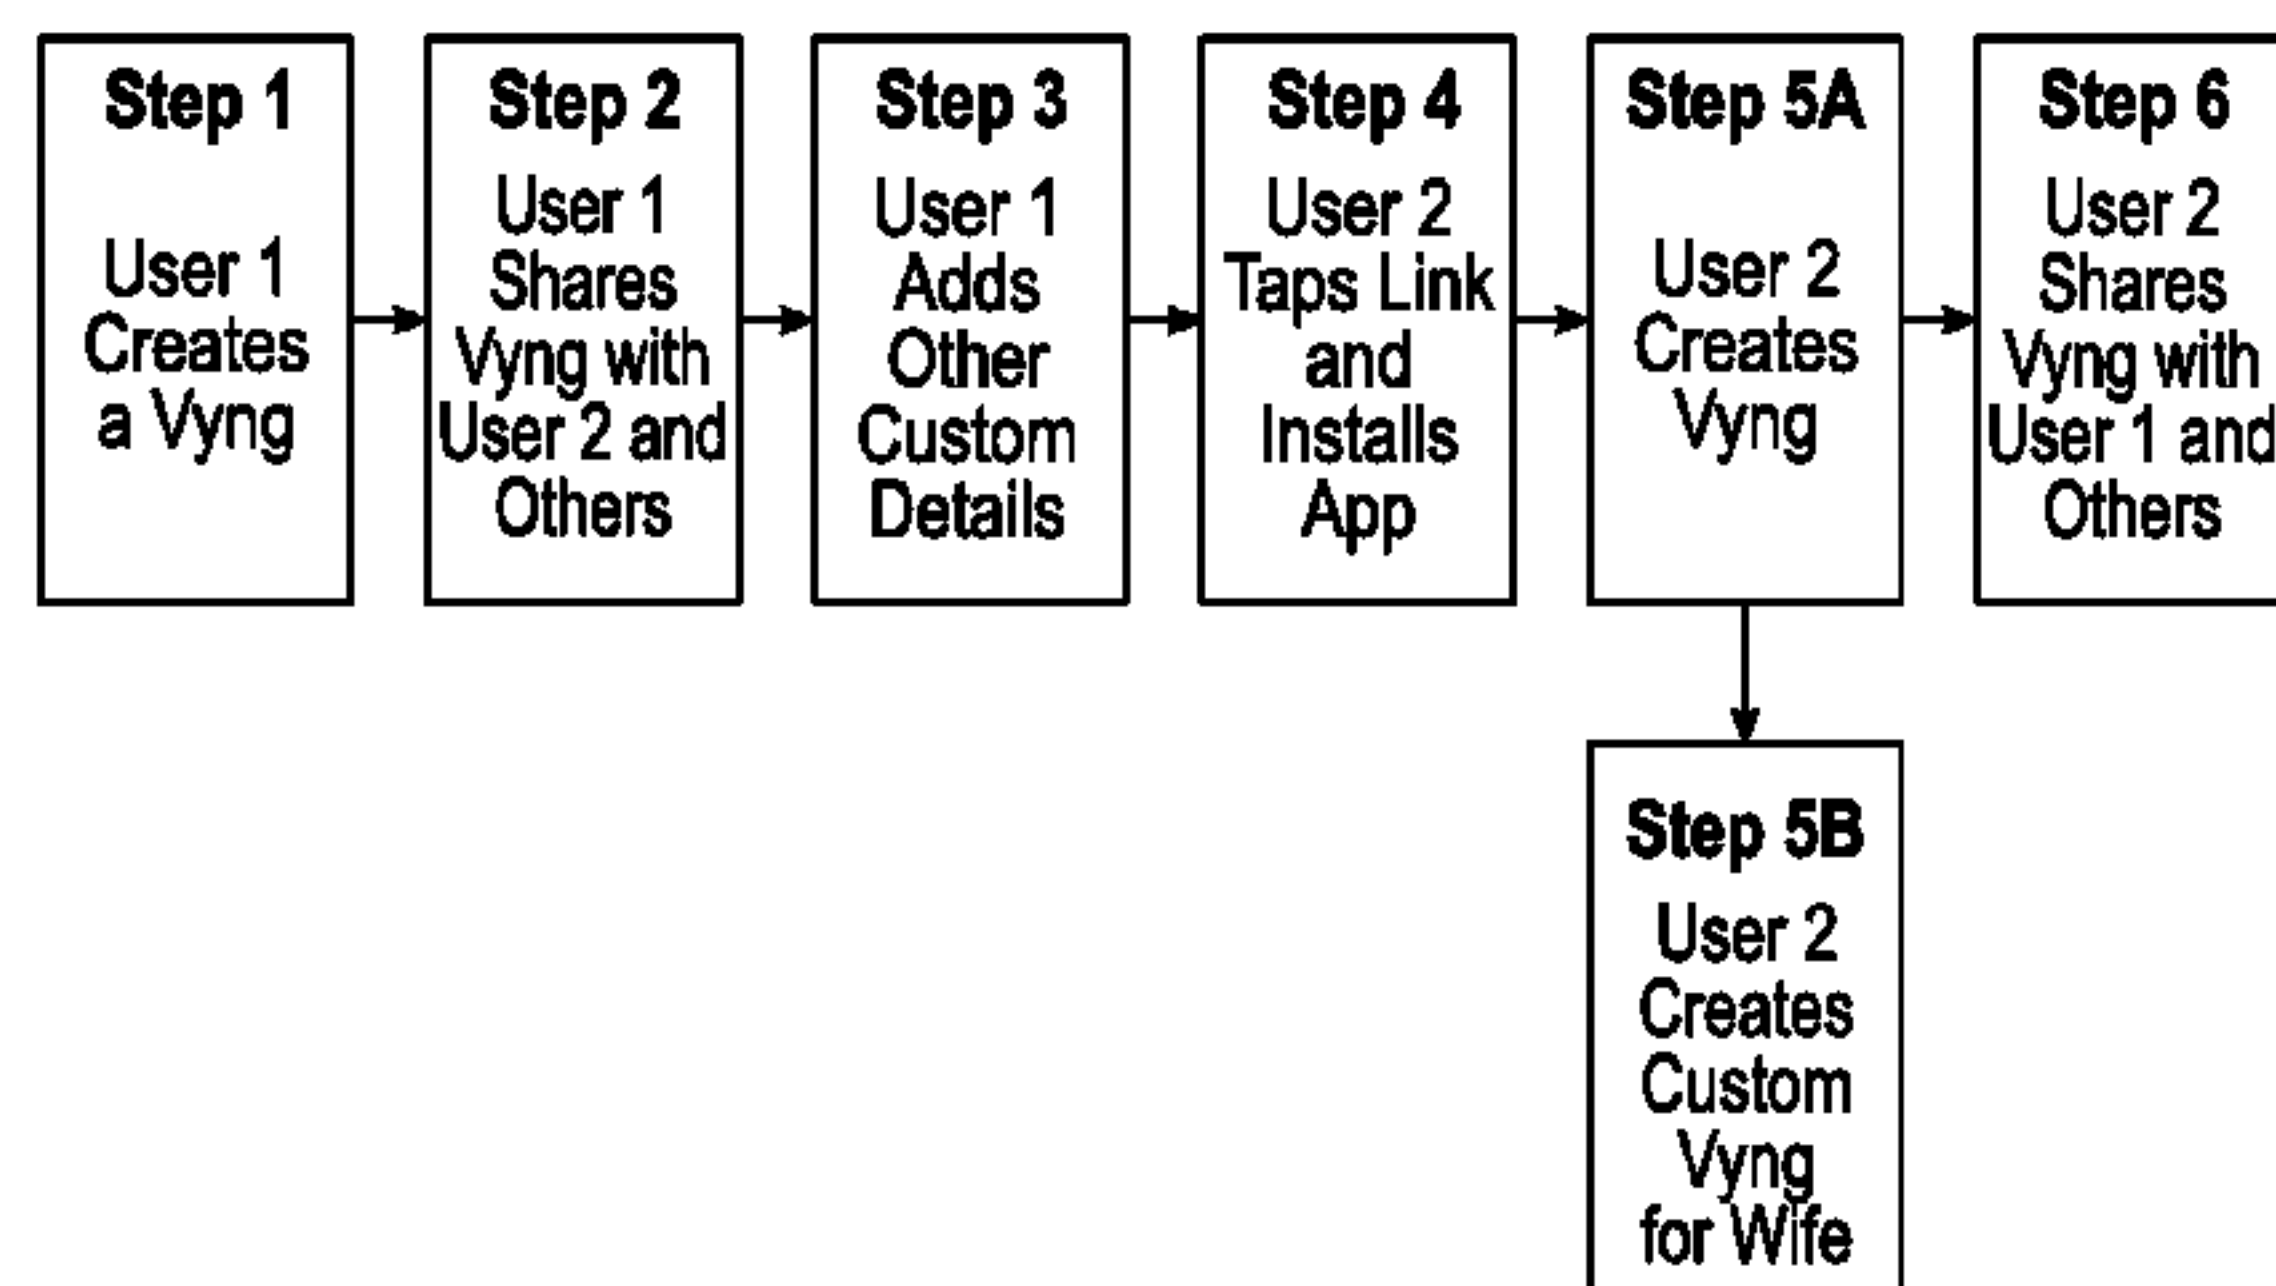 Step 1
User 1
Creates
a Vyng
Step 2
User 1
Shares
Vyng with
User 2 and
Others
Step 3
User 1
Adds
Other
Custom
Details
Step 4
User 2
Taps Link
and
Installs
App
Step 5A
User 2
Creates
Vyng
Step 6
User 2
Shares
Vyng with
User 1 and
Others
Step 5B
User 2
Creates
Custom
Vyng
for Wife